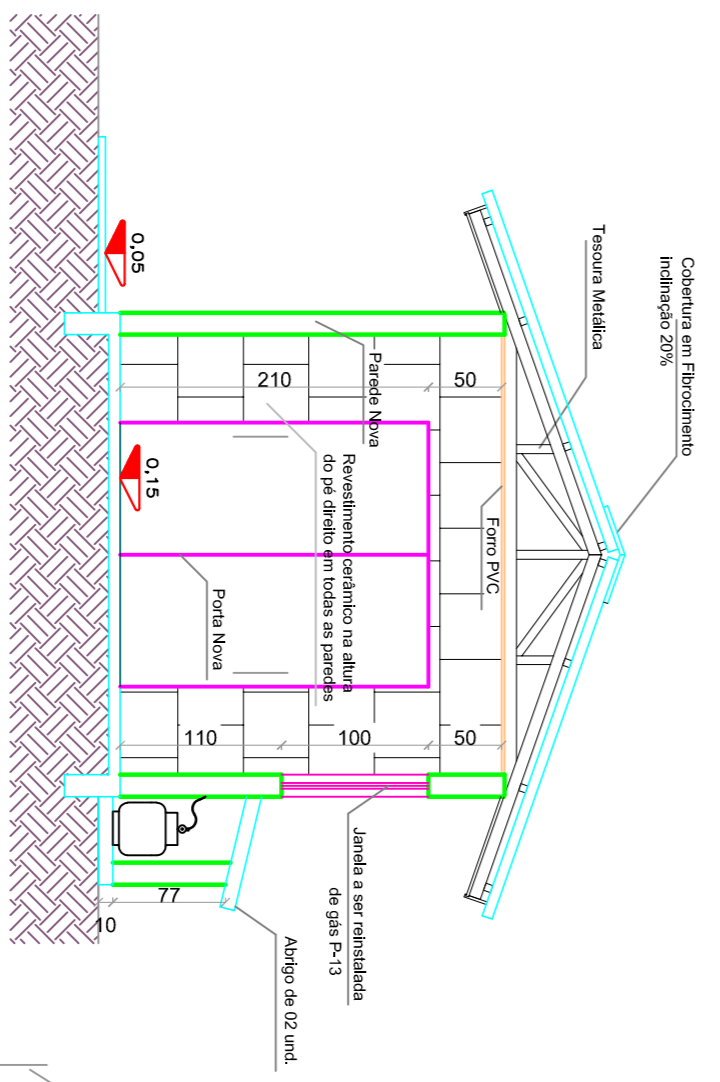 Cobertura em Fibrocimento
inclinação 20%
Tesoura Metálica
0,05
Parede Nova
210
50
Forro PVC
0,15
Revestimento cerâmico na altura
do pé direito em todas as paredes
Porta Nova
110
100
50
Janela a ser reinstalada
de gás P-13
77
10
Abrigo de 02 und.